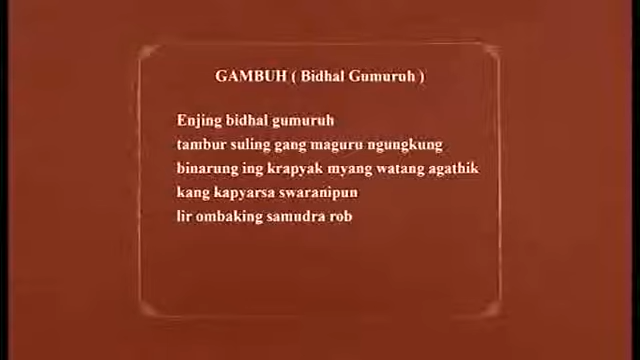 GAMBUH ( Bidhal Gumuruh )
Enjing bidhal gumuruh
tambur suling gang maguru ngungkung
binarung ing krapyak myang watang agathik
kang kapyarsa swaranipun
lir ombaking samudra rob